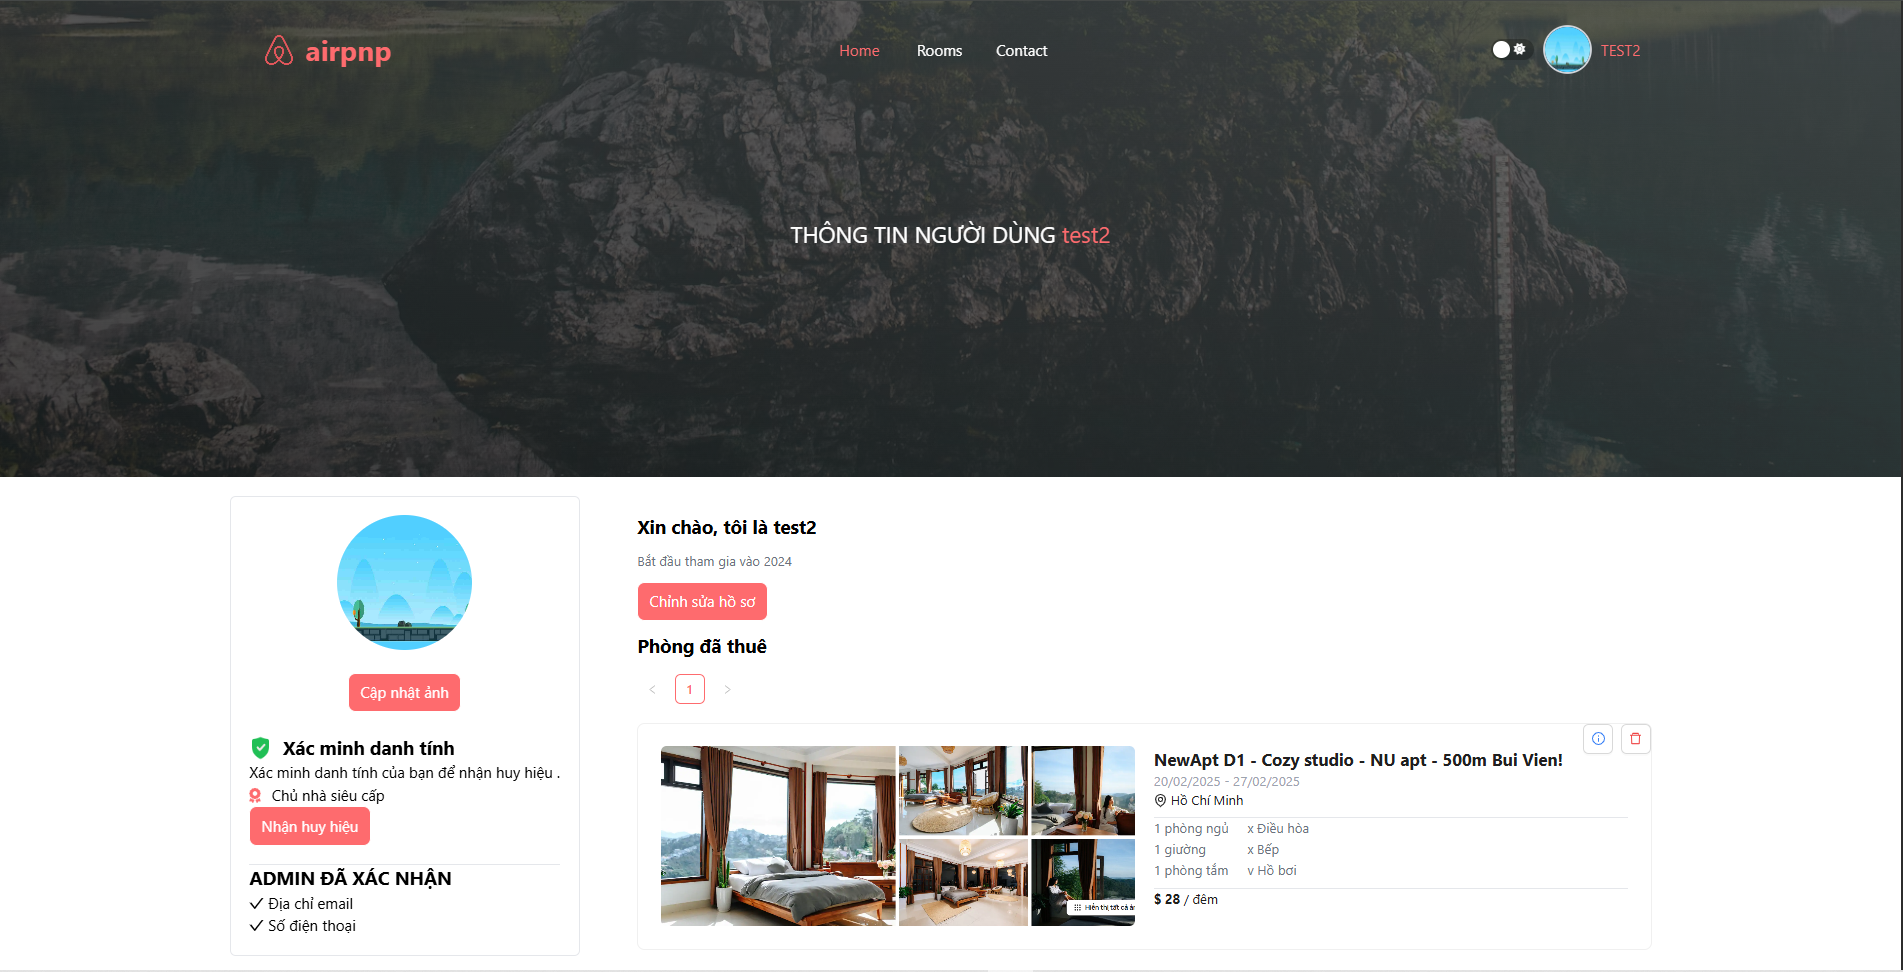 airpnp
Home Rooms Contact
TEST2
THÔNG TIN NGƯỜI DÙNG test2
Cập nhật ảnh
Xác minh danh tính
Xác minh danh tính của bạn để nhận huy hiệu .
Chủ nhà siêu cấp
Nhận huy hiệu
ADMIN ĐÃ XÁC NHẬN
Địa chỉ email
Số điện thoại
Xin chào, tôi là test2
Bắt đầu tham gia vào 2024
Chỉnh sửa hồ sơ
Phòng đã thuê
< 1 >
Hiển thị tất cả ản
NewApt D1 - Cozy studio - NU apt - 500m Bui Vien!
20/02/2025 - 27/02/2025
Hồ Chí Minh
1 phòng ngủ x Điều hòa
1 giường x Bếp
1 phòng tắm v Hồ bơi
$ 28 / đêm